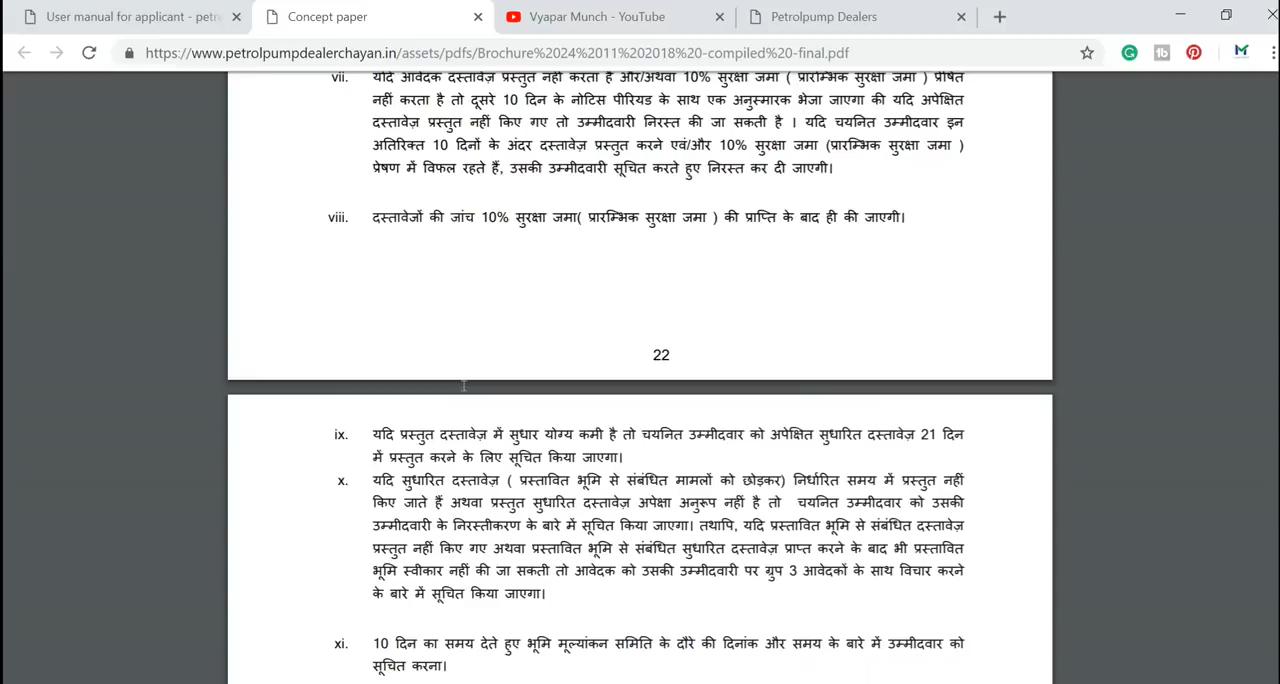 User manual for applicant - petr
Concept paper
Vyapar Munch - YouTube
Petrolpump Dealers
https://www.petrolpumpdealerchayan.in/assets/pdfs/Brochure%2024%2011%202018%20-compiled%20-final.pdf
vii. यदि आवेदक दस्तावेज़ प्रस्तुत नहीं करता है और/अथवा 10% सुरक्षा जमा ( प्रारम्भिक सुरक्षा जमा ) प्रेषित
नहीं करता है तो दूसरे 10 दिन के नोटिस पीरियड के साथ एक अनुस्मारक भेजा जाएगा की यदि अपेक्षित
दस्तावेज़ प्रस्तुत नहीं किए गए तो उम्मीदवारी निरस्त की जा सकती है । यदि चयनित उम्मीदवार इन
अतिरिक्त 10 दिनों के अंदर दस्तावेज़ प्रस्तुत करने एवं/और 10% सुरक्षा जमा (प्रारम्भिक सुरक्षा जमा )
प्रेषण में विफल रहते हैं, उसकी उम्मीदवारी सूचित करते हुए निरस्त कर दी जाएगी।
viii. दस्तावेजों की जांच 10% सुरक्षा जमा( प्रारम्भिक सुरक्षा जमा ) की प्राप्ति के बाद ही की जाएगी।
22
ix. यदि प्रस्तुत दस्तावेज़ में सुधार योग्य कमी है तो चयनित उम्मीदवार को अपेक्षित सुधारित दस्तावेज़ 21 दिन
में प्रस्तुत करने के लिए सूचित किया जाएगा।
x. यदि सुधारित दस्तावेज़ ( प्रस्तावित भूमि से संबंधित मामलों को छोड़कर) निर्धारित समय में प्रस्तुत नहीं
किए जाते हैं अथवा प्रस्तुत सुधारित दस्तावेज़ अपेक्षा अनुरूप नहीं है तो चयनित उम्मीदवार को उसकी
उम्मीदवारी के निरस्तीकरण के बारे में सूचित किया जाएगा। तथापि, यदि प्रस्तावित भूमि से संबंधित दस्तावेज़
प्रस्तुत नहीं किए गए अथवा प्रस्तावित भूमि से संबंधित सुधारित दस्तावेज़ प्राप्त करने के बाद भी प्रस्तावित
भूमि स्वीकार नहीं की जा सकती तो आवेदक को उसकी उम्मीदवारी पर ग्रुप 3 आवेदकों के साथ विचार करने
के बारे में सूचित किया जाएगा।
xi. 10 दिन का समय देते हुए भूमि मूल्यांकन समिति के दौरे की दिनांक और समय के बारे में उम्मीदवार को
सूचित करना।